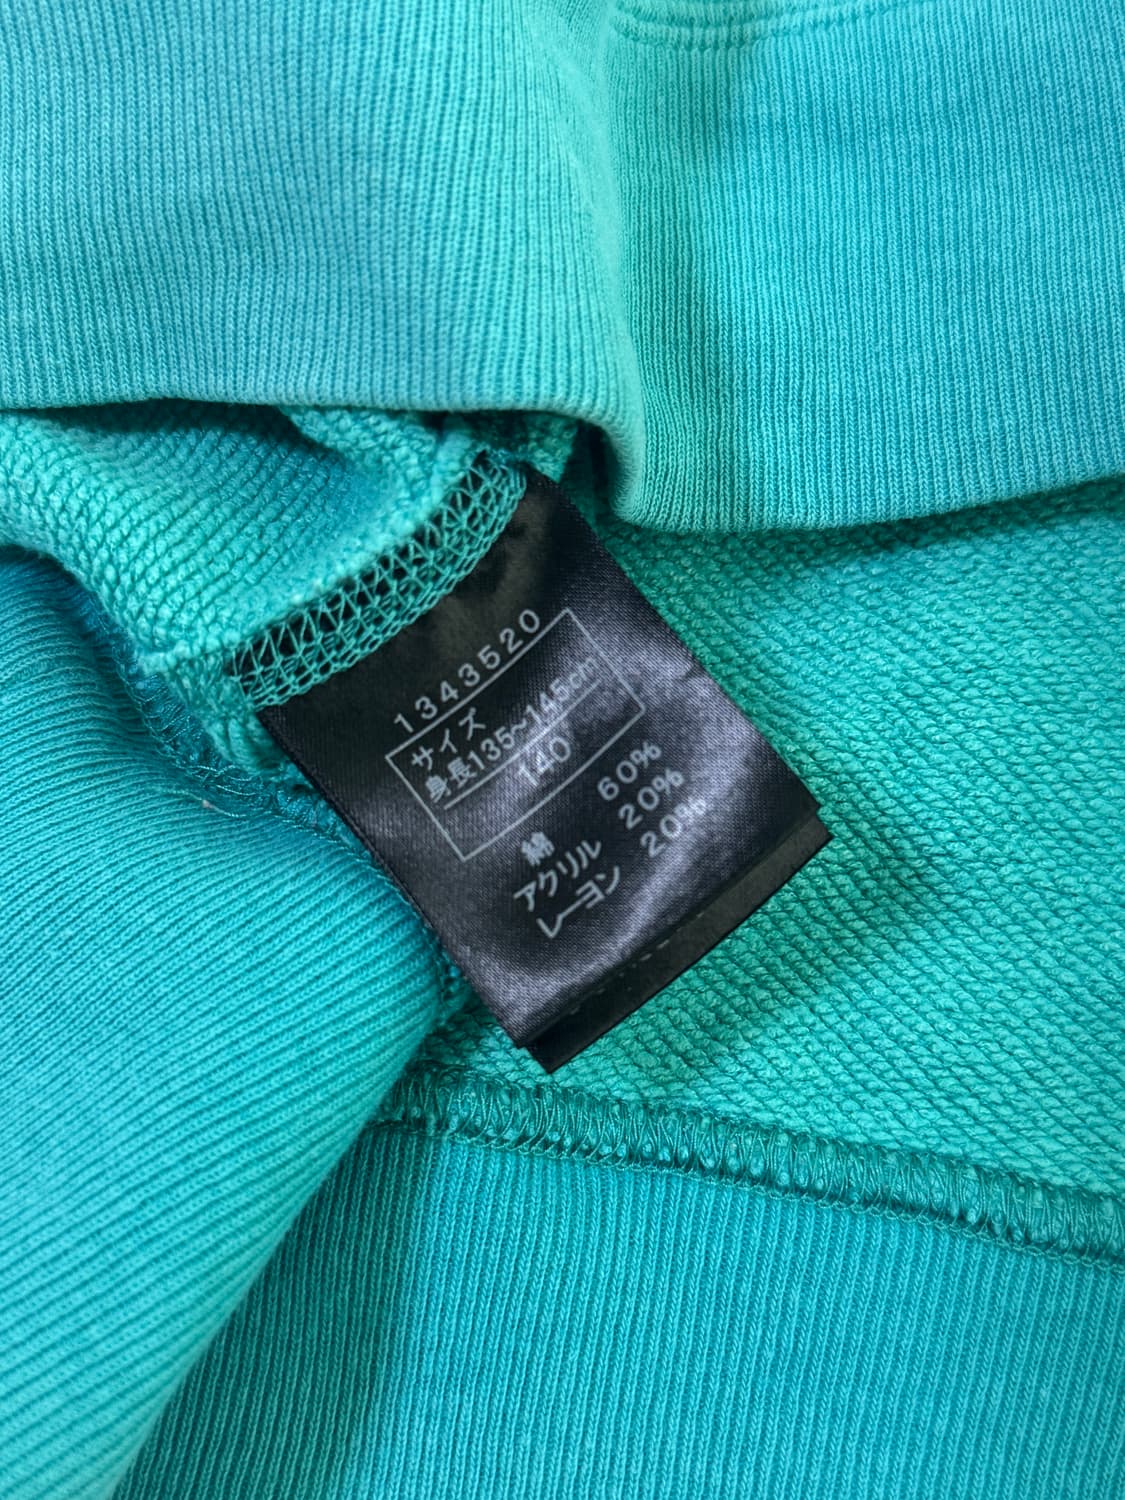 1343520
サイズ
身長135~145cm
140
綿 60%
アクリル 20%
レーヨン 20%